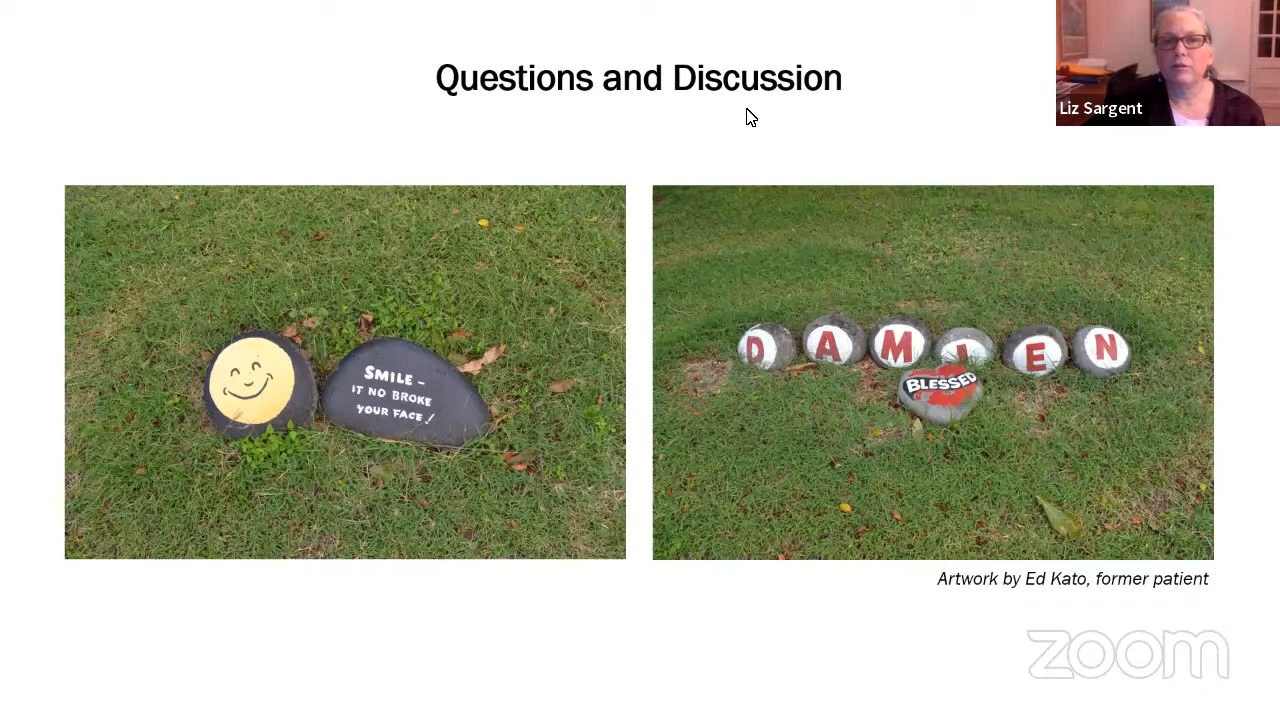 Questions and Discussion
Liz Sargent
SMILE -
IT NO BROKE
YOUR FACE!
DAMIEN
BLESSED
Artwork by Ed Kato, former patient
zoom